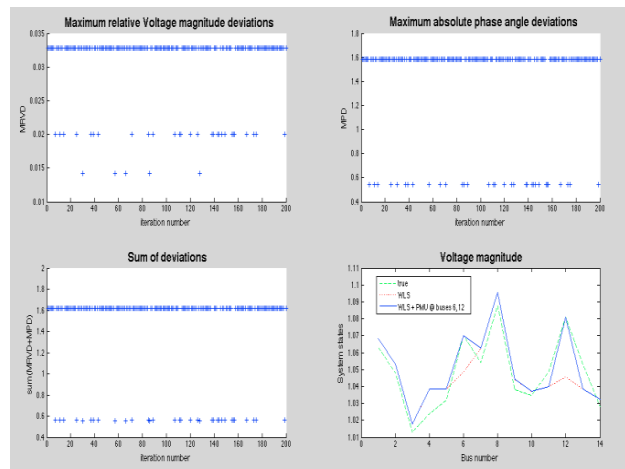 Maximum relative Voltage magnitude deviations
0.035
0.03
0.025
0.02
0.015
0.01
MRVD
0 20 40 60 80 100 120 140 160 180 200
iteration number
Maximum absolute phase angle deviations
1.8
1.6
1.4
1.2
1
0.8
0.6
0.4
MPD
0 20 40 60 80 100 120 140 160 180 200
iteration number
Sum of deviations
2
1.8
1.6
1.4
1.2
1
0.8
0.6
0.4
sum(MRVD+MPD)
0 20 40 60 80 100 120 140 160 180 200
iteration number
Voltage magnitude
1.11
1.1
1.09
1.08
1.07
1.06
1.05
1.04
1.03
1.02
1.01
System states
true
WLS
WLS + PMU @ buses 6,12
0 2 4 6 8 10 12 14
Bus number